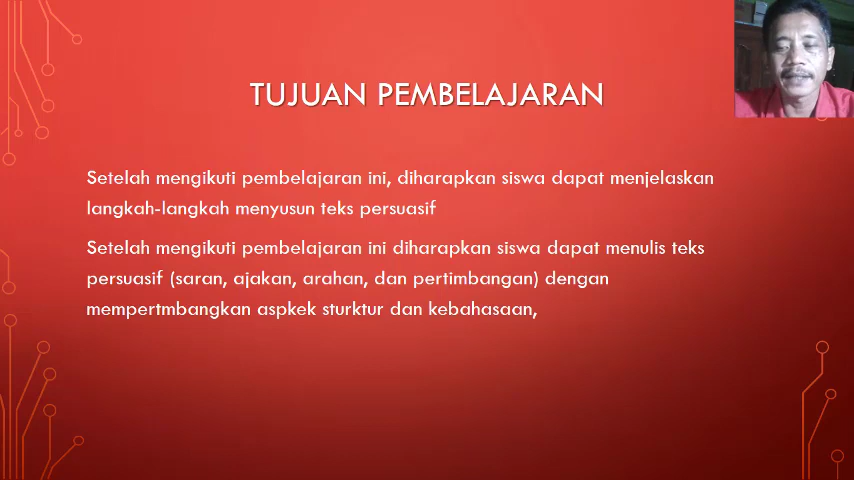 TUJUAN PEMBELAJARAN
Setelah mengikuti pembelajaran ini, diharapkan siswa dapat menjelaskan
langkah-langkah menyusun teks persuasif
Setelah mengikuti pembelajaran ini diharapkan siswa dapat menulis teks
persuasif (saran, ajakan, arahan, dan pertimbangan) dengan
mempertmbangkan aspkek sturktur dan kebahasaan,